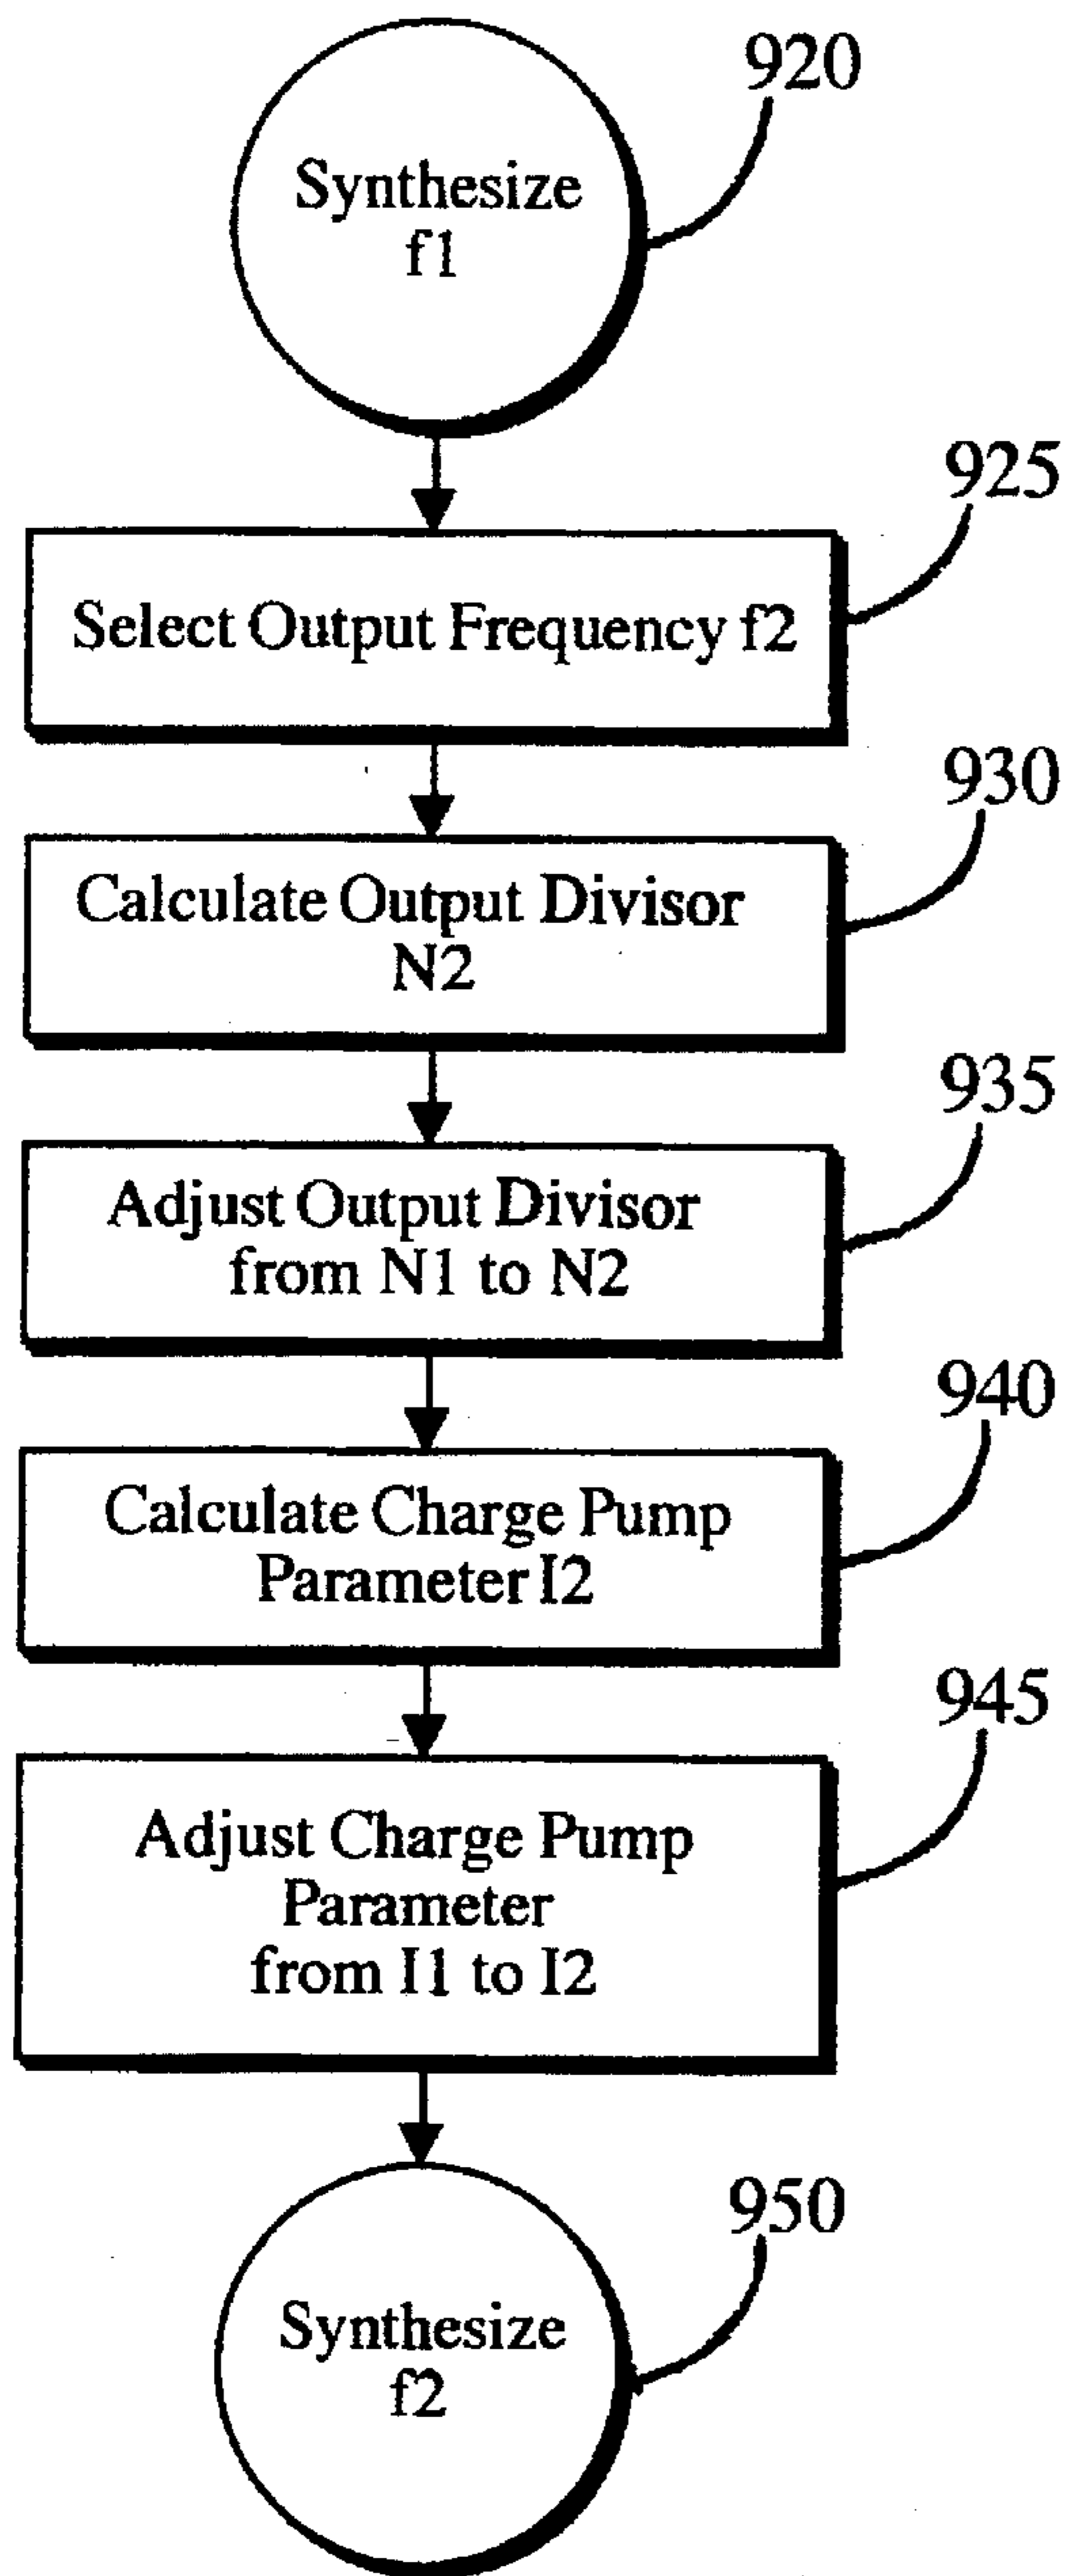 920
Synthesize
f1
925
Select Output Frequency f2
930
Calculate Output Divisor
N2
935
Adjust Output Divisor
from N1 to N2
940
Calculate Charge Pump
Parameter I2
945
Adjust Charge Pump
Parameter
from I1 to I2
950
Synthesize
f2